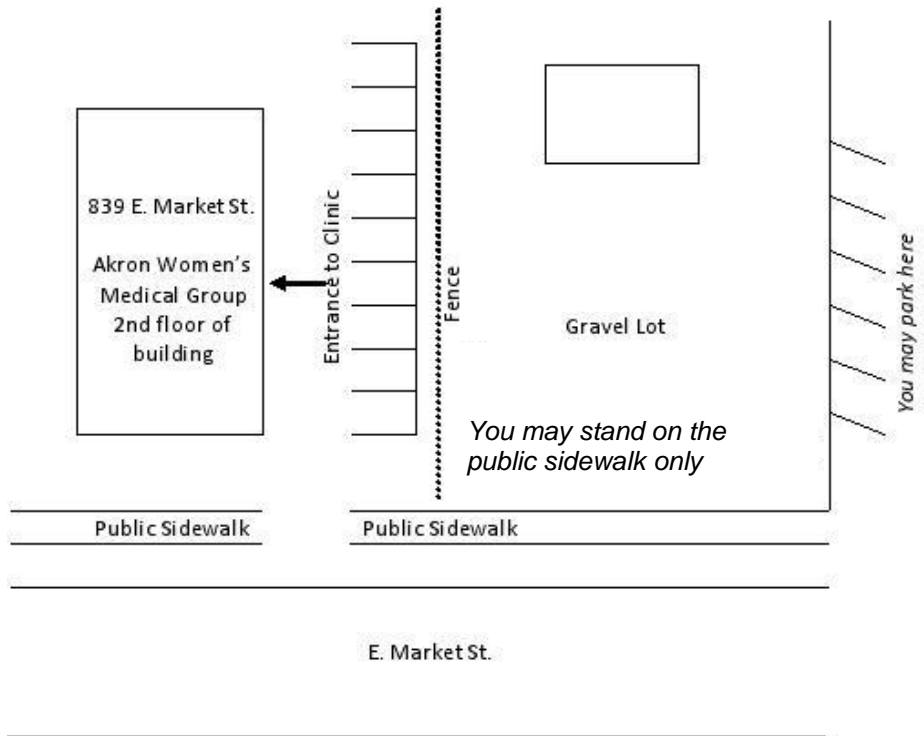 839 E. Market St.
Akron Women's
Medical Group
2nd floor of
building
Entrance to Clinic
Fence
Gravel Lot
You may park here
You may stand on the
public sidewalk only
Public Sidewalk
Public Sidewalk
E. Market St.